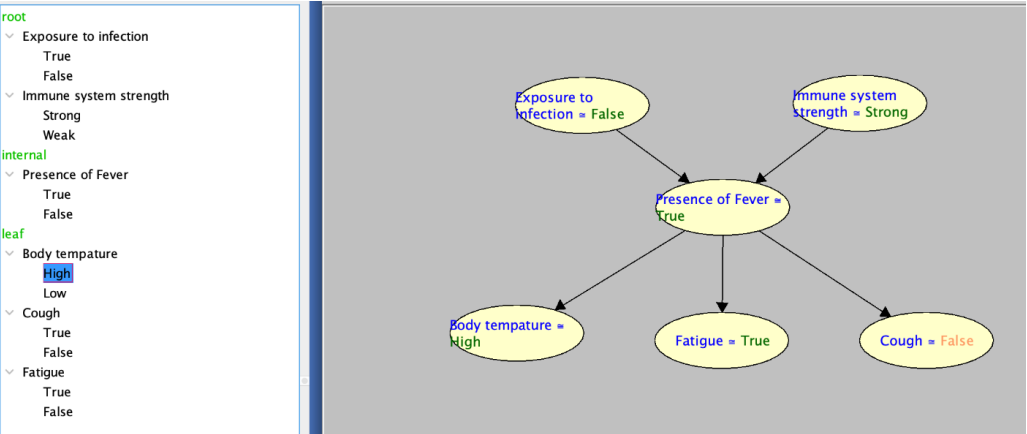 root
Exposure to infection
True
False
Immune system strength
Strong
Weak
internal
Presence of Fever
True
False
leaf
Body tempature
High
Low
Cough
True
False
Fatigue
True
False
Exposure to
infection ≃ False
Immune system
strength ≃ Strong
Presence of Fever ≃
True
Body tempature ≃
High
Fatigue ≃ True
Cough ≃ False